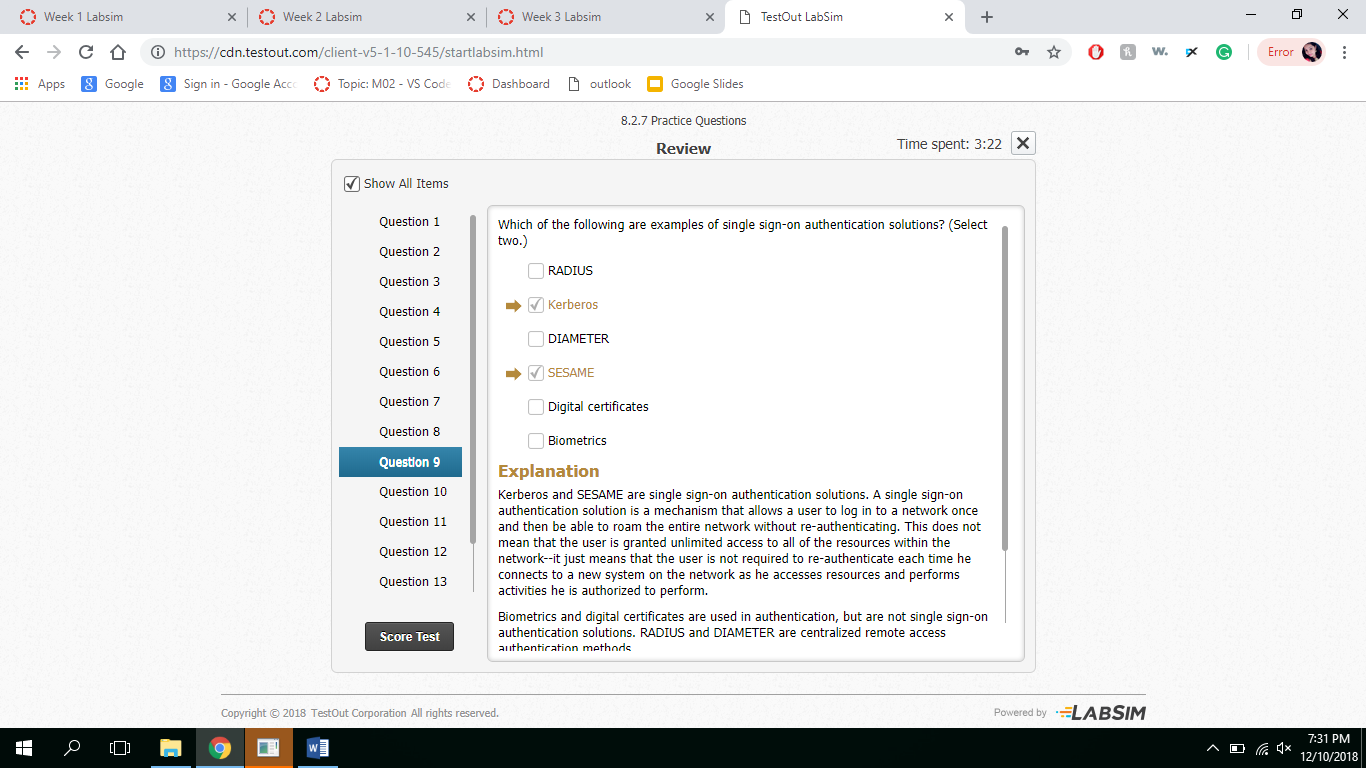 Week 1 Labsim
Week 2 Labsim
Week 3 Labsim
TestOut LabSim
https://cdn.testout.com/client-v5-1-10-545/startlabsim.html
Error
Apps
Google
Sign in - Google Acco
Topic: M02 - VS Code
Dashboard
outlook
Google Slides
8.2.7 Practice Questions
Review
Time spent: 3:22
Show All Items
Question 1
Question 2
Question 3
Question 4
Question 5
Question 6
Question 7
Question 8
Question 9
Question 10
Question 11
Question 12
Question 13
Score Test
Which of the following are examples of single sign-on authentication solutions? (Select
two.)
RADIUS
Kerberos
DIAMETER
SESAME
Digital certificates
Biometrics
Explanation
Kerberos and SESAME are single sign-on authentication solutions. A single sign-on
authentication solution is a mechanism that allows a user to log in to a network once
and then be able to roam the entire network without re-authenticating. This does not
mean that the user is granted unlimited access to all of the resources within the
network--it just means that the user is not required to re-authenticate each time he
connects to a new system on the network as he accesses resources and performs
activities he is authorized to perform.
Biometrics and digital certificates are used in authentication, but are not single sign-on
authentication solutions. RADIUS and DIAMETER are centralized remote access
authentication methods.
Copyright © 2018 TestOut Corporation All rights reserved.
Powered by LABSIM
7:31 PM
12/10/2018